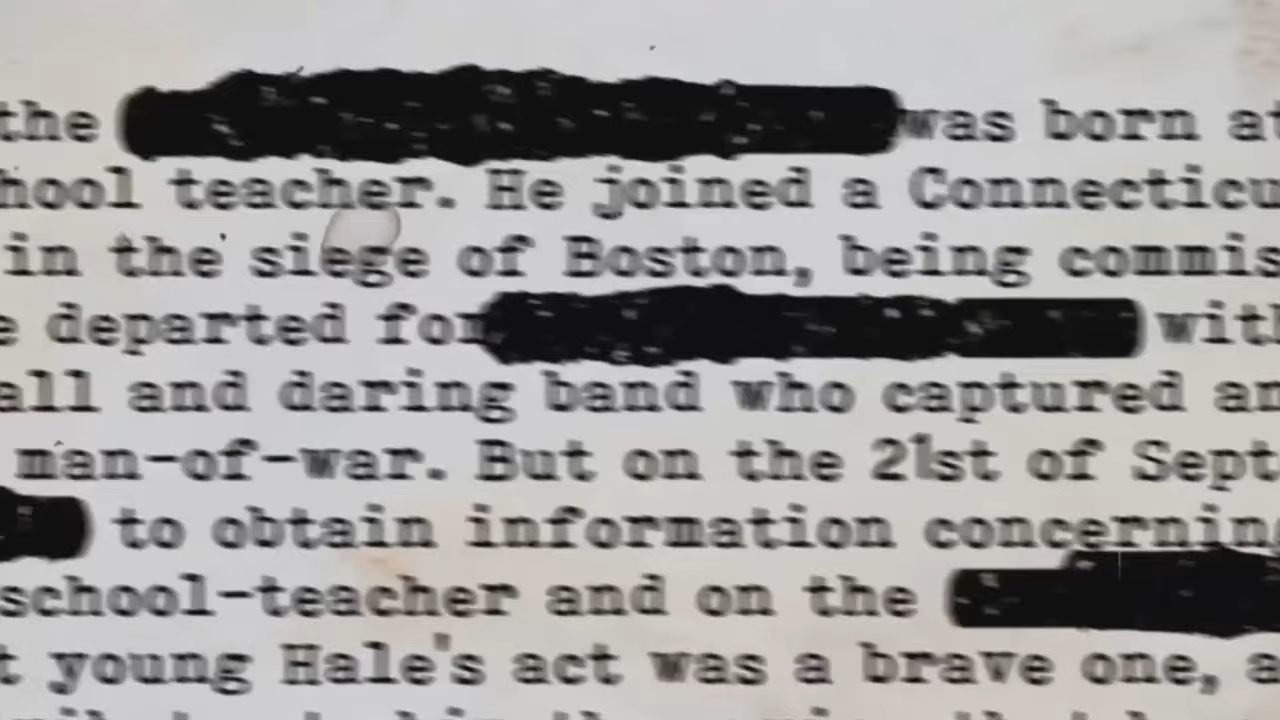 the was born at
hool teacher. He joined a Connecticu
in the siege of Boston, being commis
e departed for with
all and daring band who captured an
man-of-war. But on the 21st of Sept
to obtain information concerning
school-teacher and on the
t young Hale's act was a brave one, a